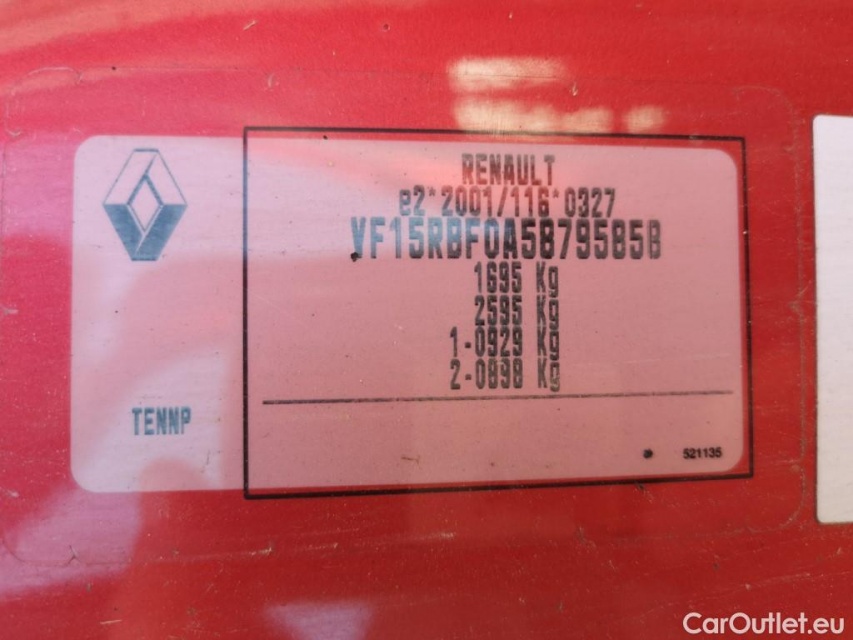 RENAULT
e2*2001/116*0327
VF15RBF0A58795858
1695 Kg
2595 Kg
1-0929 Kg
2-0898 Kg
TENNP
521135
CarOutlet.eu